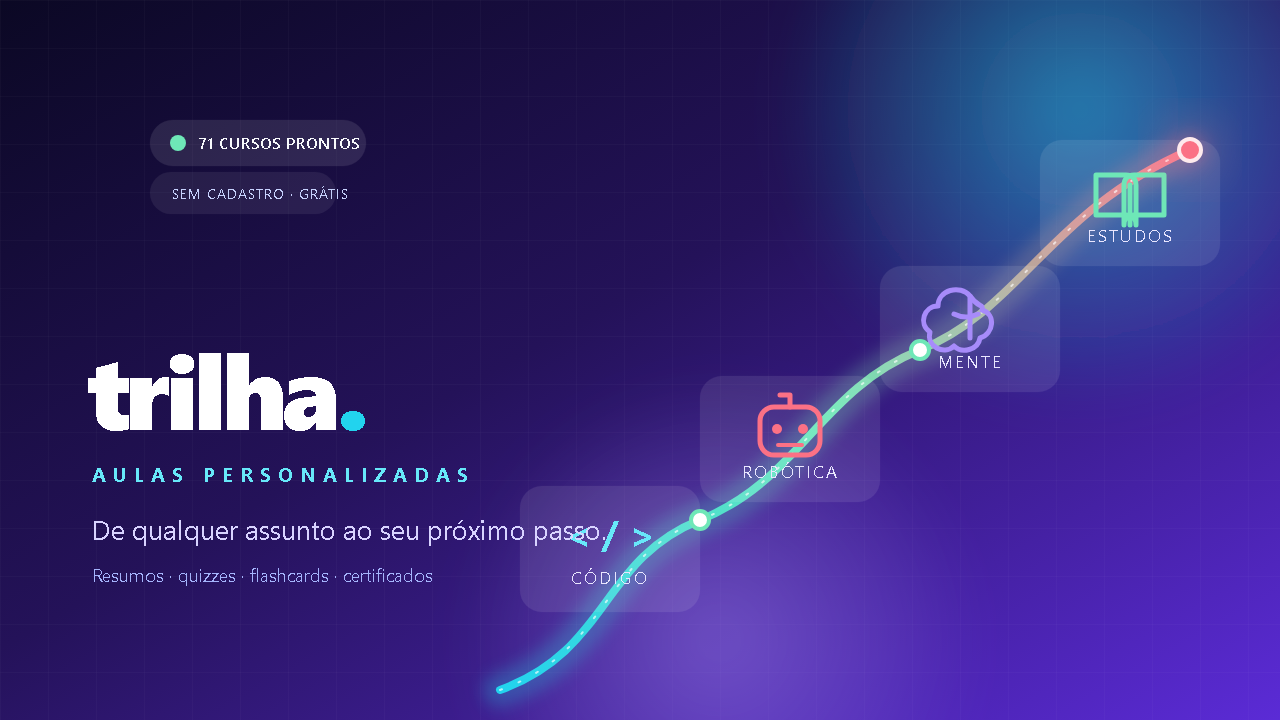 71 CURSOS PRONTOS
SEM CADASTRO · GRÁTIS
ESTUDOS
MENTE
trilha.
ROBÓTICA
AULAS PERSONALIZADAS
De qualquer assunto ao seu próximo passo.
</>
CÓDIGO
Resumos · quizzes · flashcards · certificados